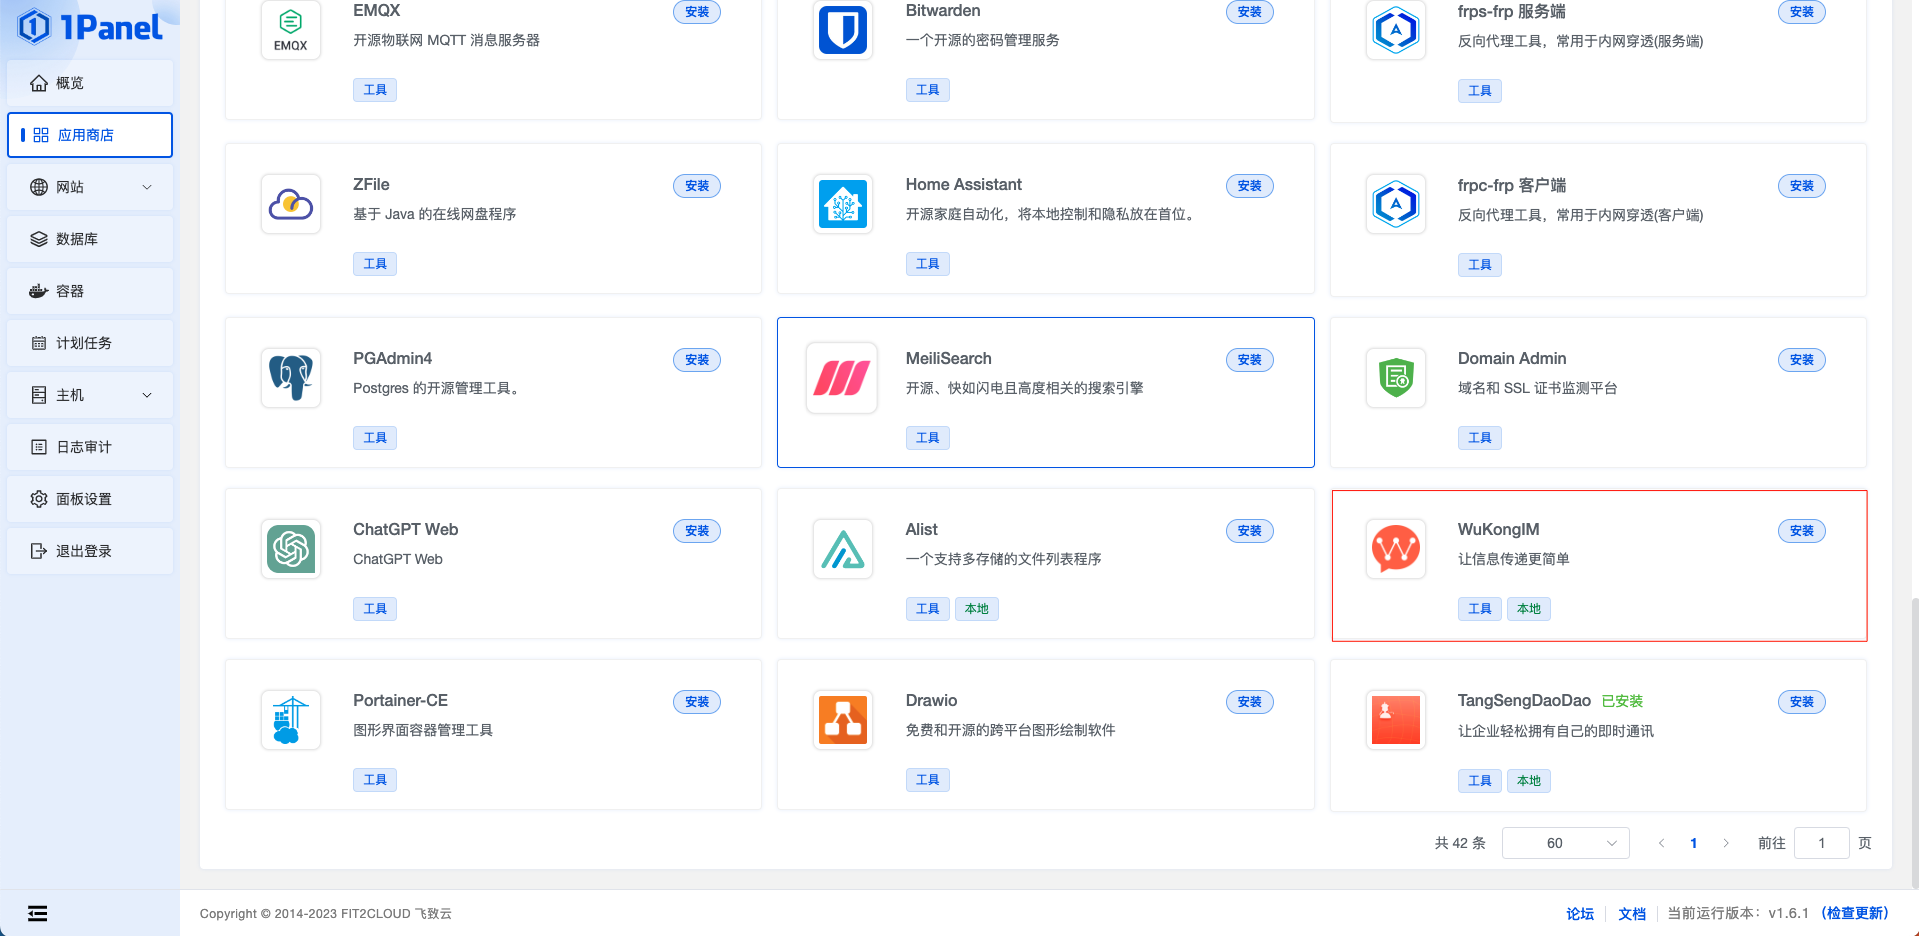 1Panel
概览
应用商店
网站
数据库
容器
计划任务
主机
日志审计
面板设置
退出登录
EMQX
EMQX
安装
开源物联网 MQTT 消息服务器
工具
Bitwarden
安装
一个开源的密码管理服务
工具
frps-frp 服务端
安装
反向代理工具，常用于内网穿透(服务端)
工具
ZFile
安装
基于 Java 的在线网盘程序
工具
Home Assistant
安装
开源家庭自动化，将本地控制和隐私放在首位。
工具
frpc-frp 客户端
安装
反向代理工具，常用于内网穿透(客户端)
工具
PGAdmin4
安装
Postgres 的开源管理工具。
工具
MeiliSearch
安装
开源、快如闪电且高度相关的搜索引擎
工具
Domain Admin
安装
域名和 SSL 证书监测平台
工具
ChatGPT Web
安装
ChatGPT Web
工具
Alist
安装
一个支持多存储的文件列表程序
工具 本地
WuKongIM
安装
让信息传递更简单
工具 本地
Portainer-CE
安装
图形界面容器管理工具
工具
Drawio
安装
免费和开源的跨平台图形绘制软件
工具
TangSengDaoDao 已安装
安装
让企业轻松拥有自己的即时通讯
工具 本地
共 42 条 60 1 前往 1 页
Copyright © 2014-2023 FIT2CLOUD 飞致云
论坛 文档 当前运行版本：v1.6.1 (检查更新)